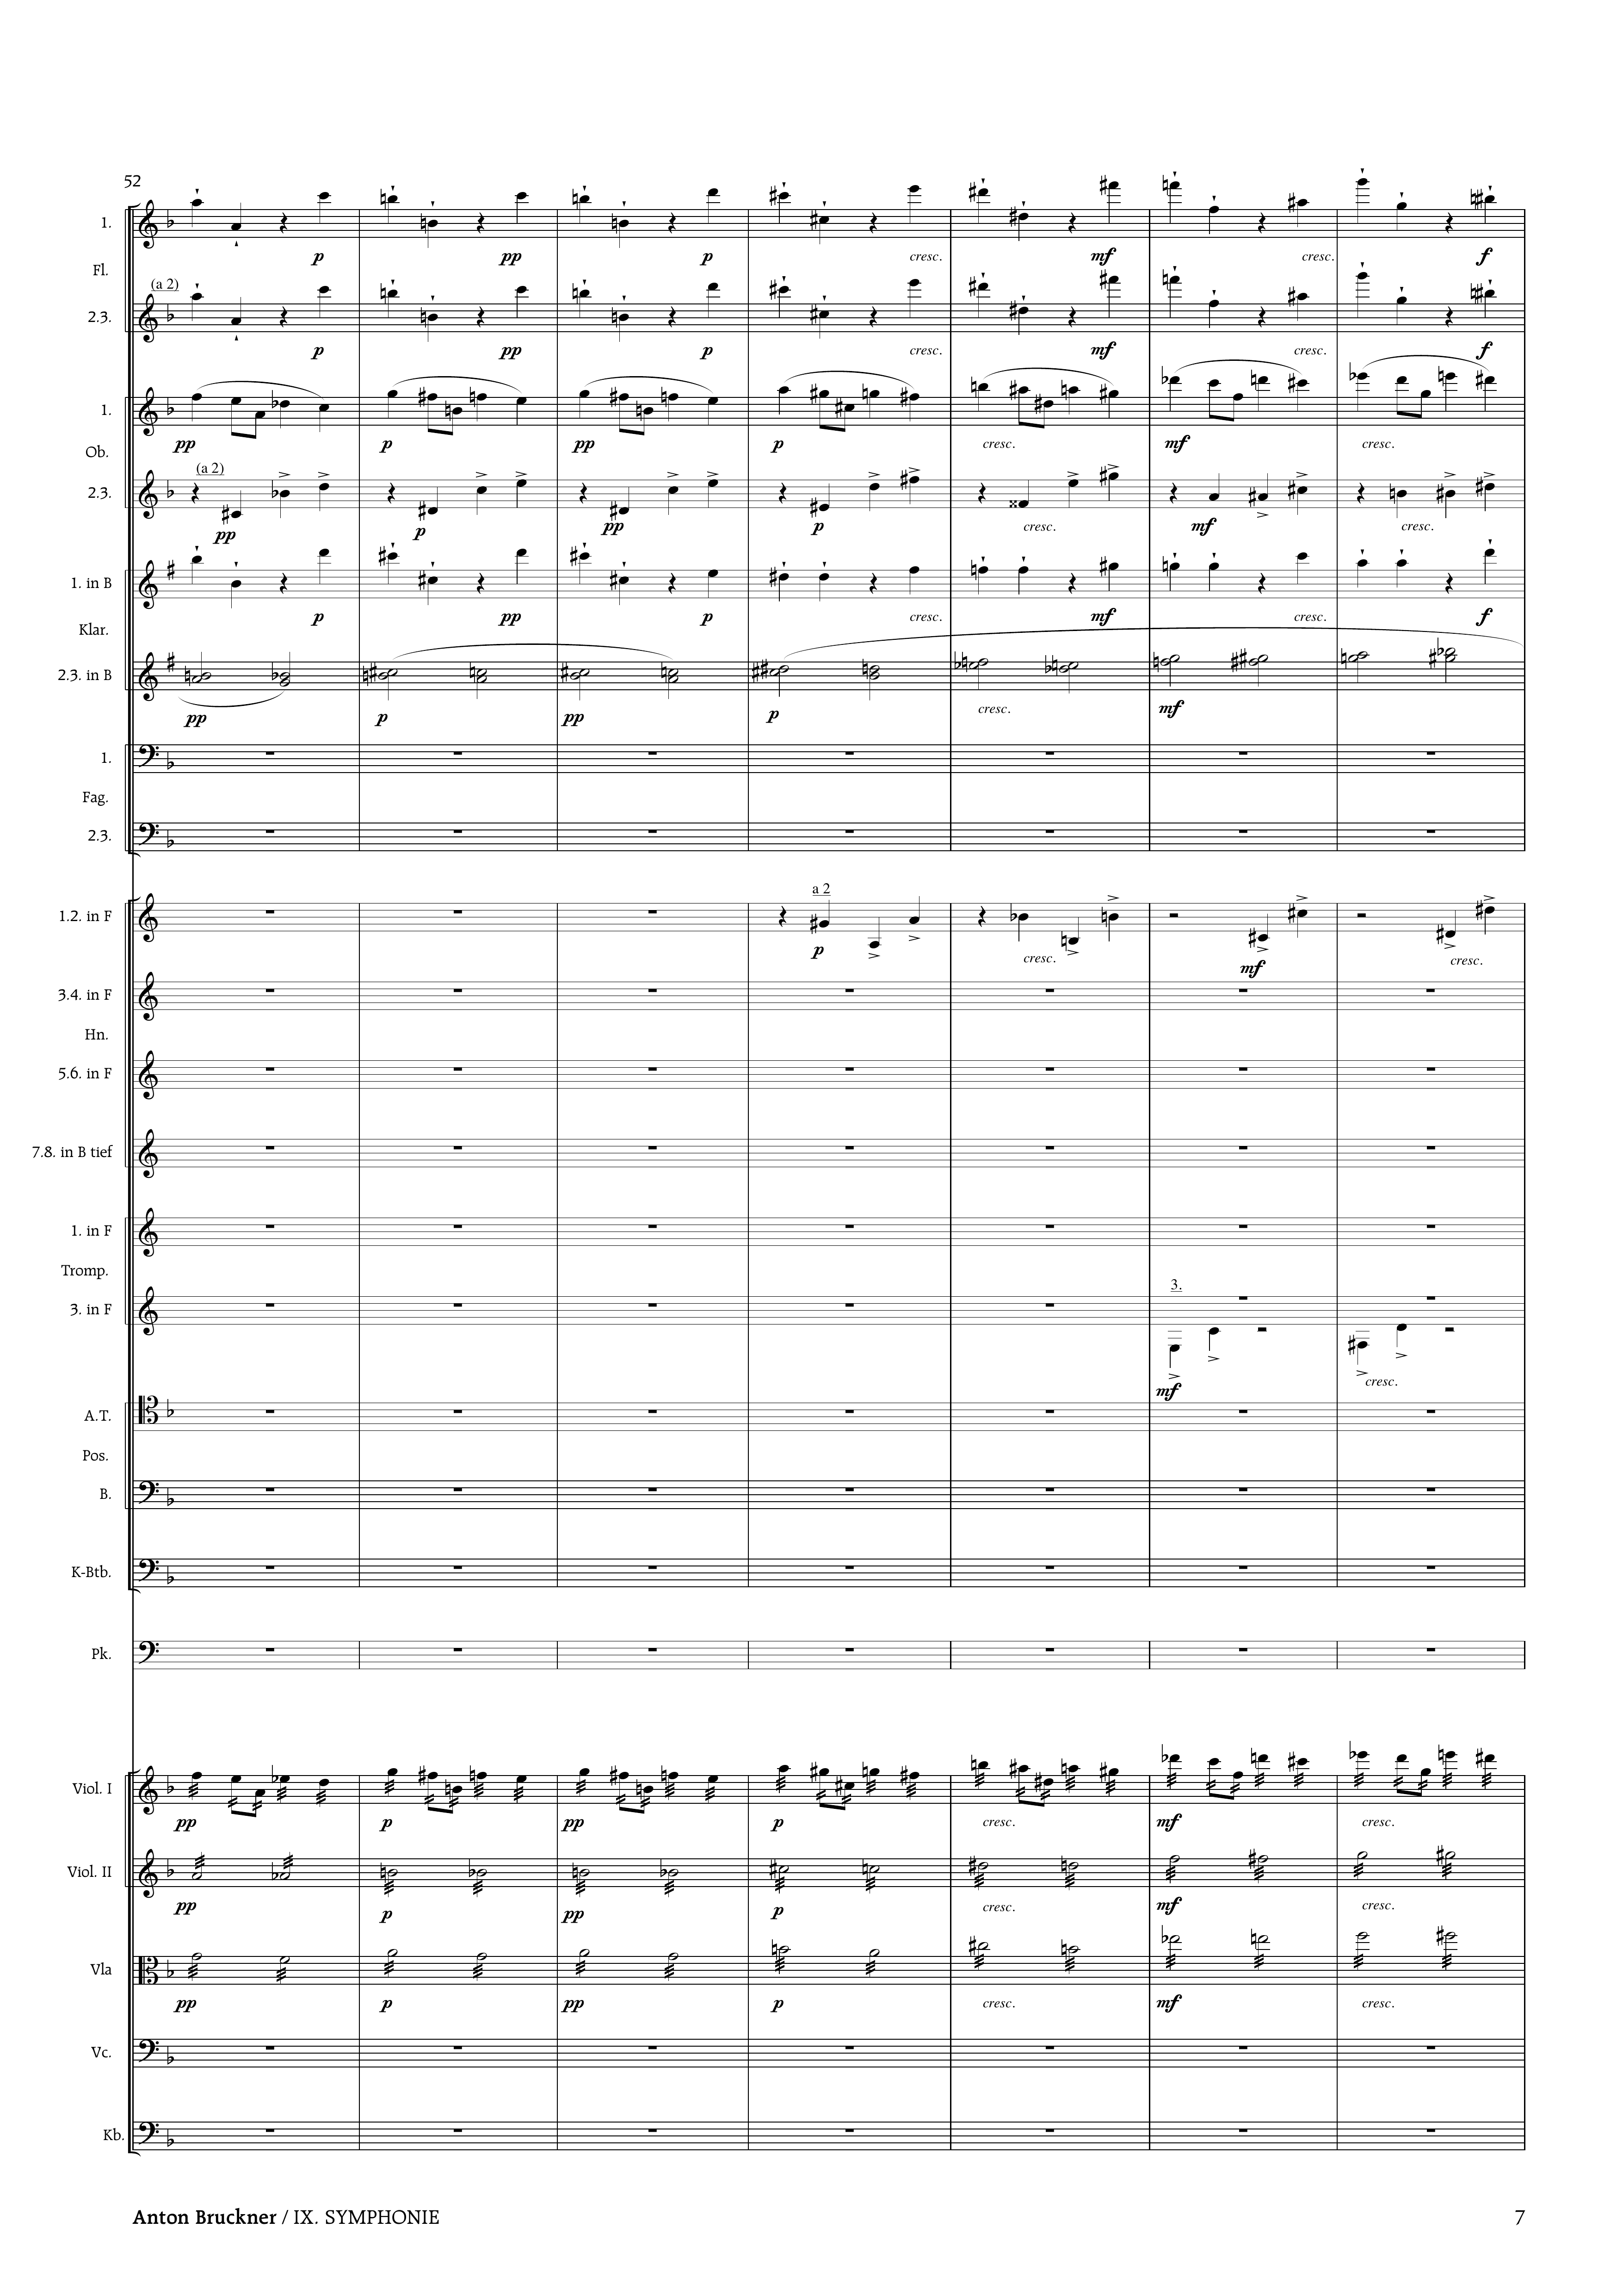 52
1.
p
pp
p
cresc.
mf
cresc.
f
Fl.
(a 2)
2.3.
p
pp
p
cresc.
mf
cresc.
f
1.
pp
p
pp
p
cresc.
mf
cresc.
Ob.
(a 2)
2.3.
pp
p
pp
p
cresc.
mf
cresc.
1. in B
p
pp
p
cresc.
mf
cresc.
f
Klar.
2.3. in B
pp
p
pp
p
cresc.
mf
1.
Fag.
2.3.
a 2
1.2. in F
p
cresc.
mf
cresc.
3.4. in F
Hn.
5.6. in F
7.8. in B tief
1. in F
Tromp.
3.
3. in F
mf
cresc.
A.T.
Pos.
B.
K-Btb.
Pk.
Viol. I
pp
p
pp
p
cresc.
mf
cresc.
Viol. II
pp
p
pp
p
cresc.
mf
cresc.
Vla
pp
p
pp
p
cresc.
mf
cresc.
Vc.
Kb.
Anton Bruckner / IX. SYMPHONIE
7